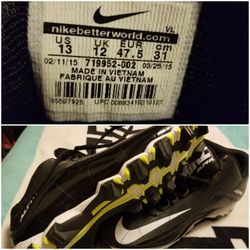 nikebetterworld.com VL
US UK EUR cm
13 12 47.5 31
02/11/15 719952-002 03/25/15
MADE IN VIETNAM
FABRIQUE AU VIETNAM